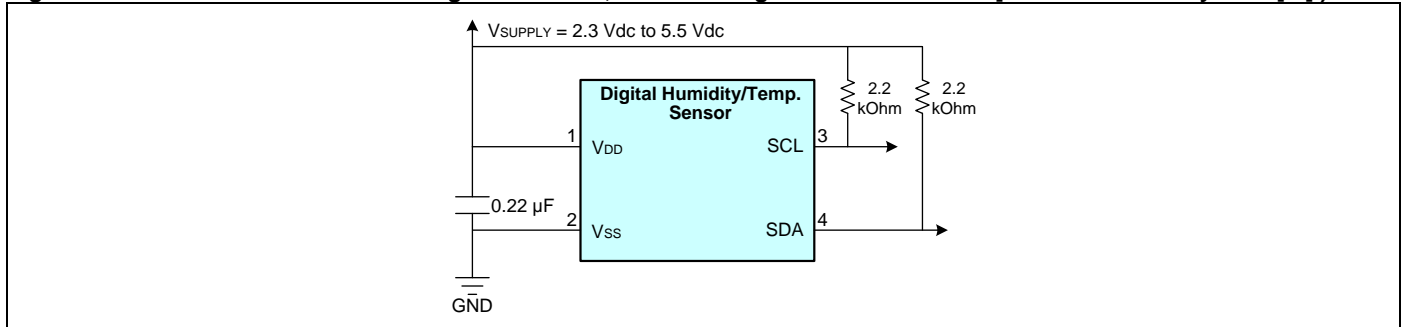 VSUPPLY = 2.3 Vdc to 5.5 Vdc
Digital Humidity/Temp.
Sensor
2.2
kOhm
2.2
kOhm
1
VDD
SCL
3
0.22 µF
2
VSS
SDA
4
GND